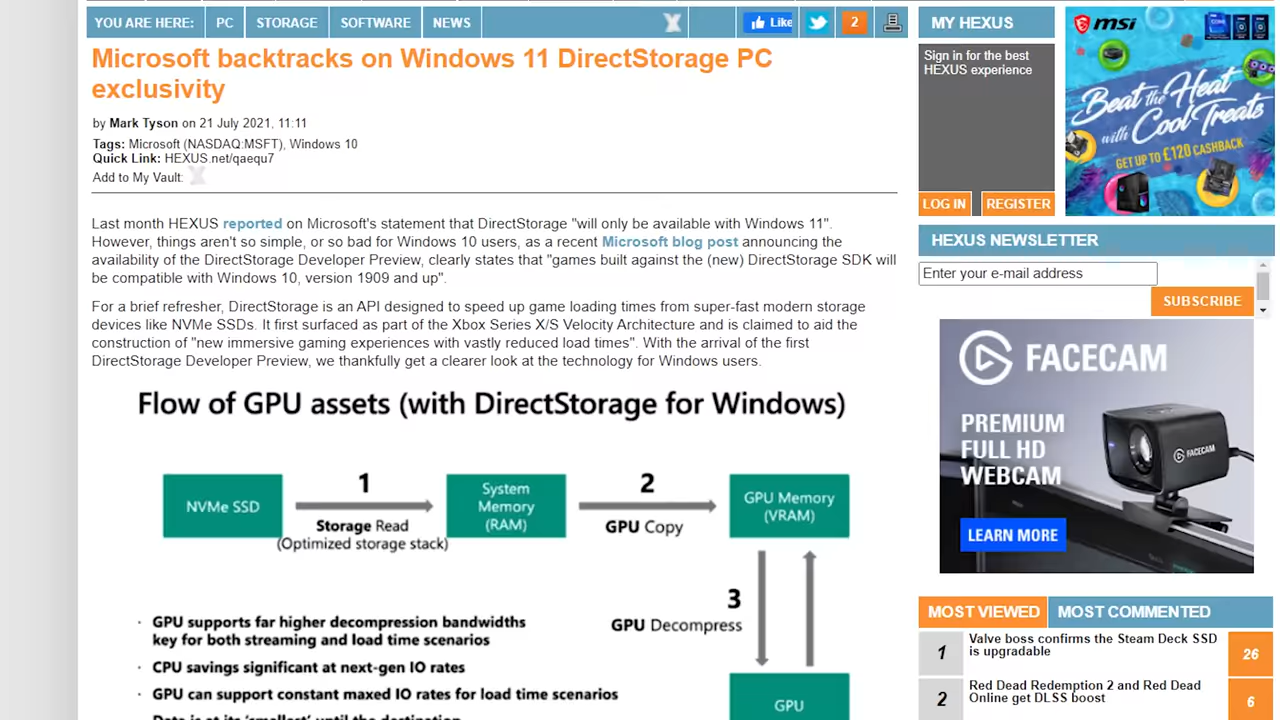 YOU ARE HERE:
PC
STORAGE
SOFTWARE
NEWS
Like
2
Microsoft backtracks on Windows 11 DirectStorage PC
exclusivity
by Mark Tyson on 21 July 2021, 11:11
Tags: Microsoft (NASDAQ:MSFT), Windows 10
Quick Link: HEXUS.net/qaequ7
Add to My Vault:
Last month HEXUS reported on Microsoft's statement that DirectStorage "will only be available with Windows 11".
However, things aren't so simple, or so bad for Windows 10 users, as a recent Microsoft blog post announcing the
availability of the DirectStorage Developer Preview, clearly states that "games built against the (new) DirectStorage SDK will
be compatible with Windows 10, version 1909 and up".
For a brief refresher, DirectStorage is an API designed to speed up game loading times from super-fast modern storage
devices like NVMe SSDs. It first surfaced as part of the Xbox Series X/S Velocity Architecture and is claimed to aid the
construction of "new immersive gaming experiences with vastly reduced load times". With the arrival of the first
DirectStorage Developer Preview, we thankfully get a clearer look at the technology for Windows users.
Flow of GPU assets (with DirectStorage for Windows)
NVMe SSD
1
Storage Read
(Optimized storage stack)
System
Memory
(RAM)
2
GPU Copy
GPU Memory
(VRAM)
3
GPU Decompress
GPU
· GPU supports far higher decompression bandwidths
key for both streaming and load time scenarios
· CPU savings significant at next-gen IO rates
· GPU can support constant maxed IO rates for load time scenarios
· Data is at its 'smallest' until the destination
MY HEXUS
Sign in for the best
HEXUS experience
LOG IN
REGISTER
msi
Beat the Heat
with Cool Treats
GET UP TO £120 CASHBACK
HEXUS NEWSLETTER
Enter your e-mail address
SUBSCRIBE
FACECAM
PREMIUM
FULL HD
WEBCAM
FACECAM
LEARN MORE
MOST VIEWED
MOST COMMENTED
1
Valve boss confirms the Steam Deck SSD
is upgradable
26
2
Red Dead Redemption 2 and Red Dead
Online get DLSS boost
6